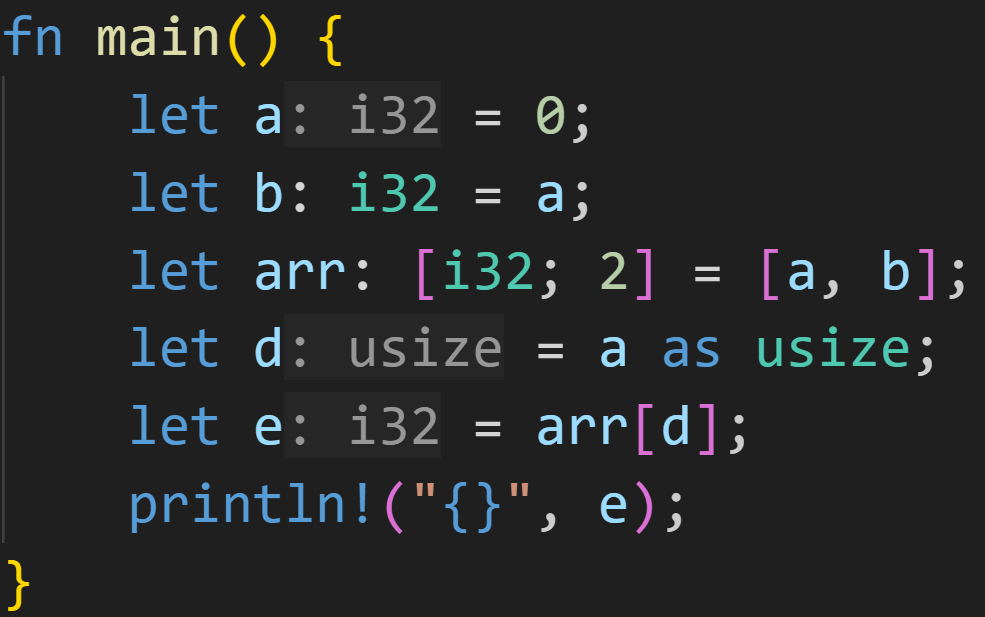 fn main() {
let a: i32 = 0;
let b: i32 = a;
let arr: [i32; 2] = [a, b];
let d: usize = a as usize;
let e: i32 = arr[d];
println!("{}", e);
}